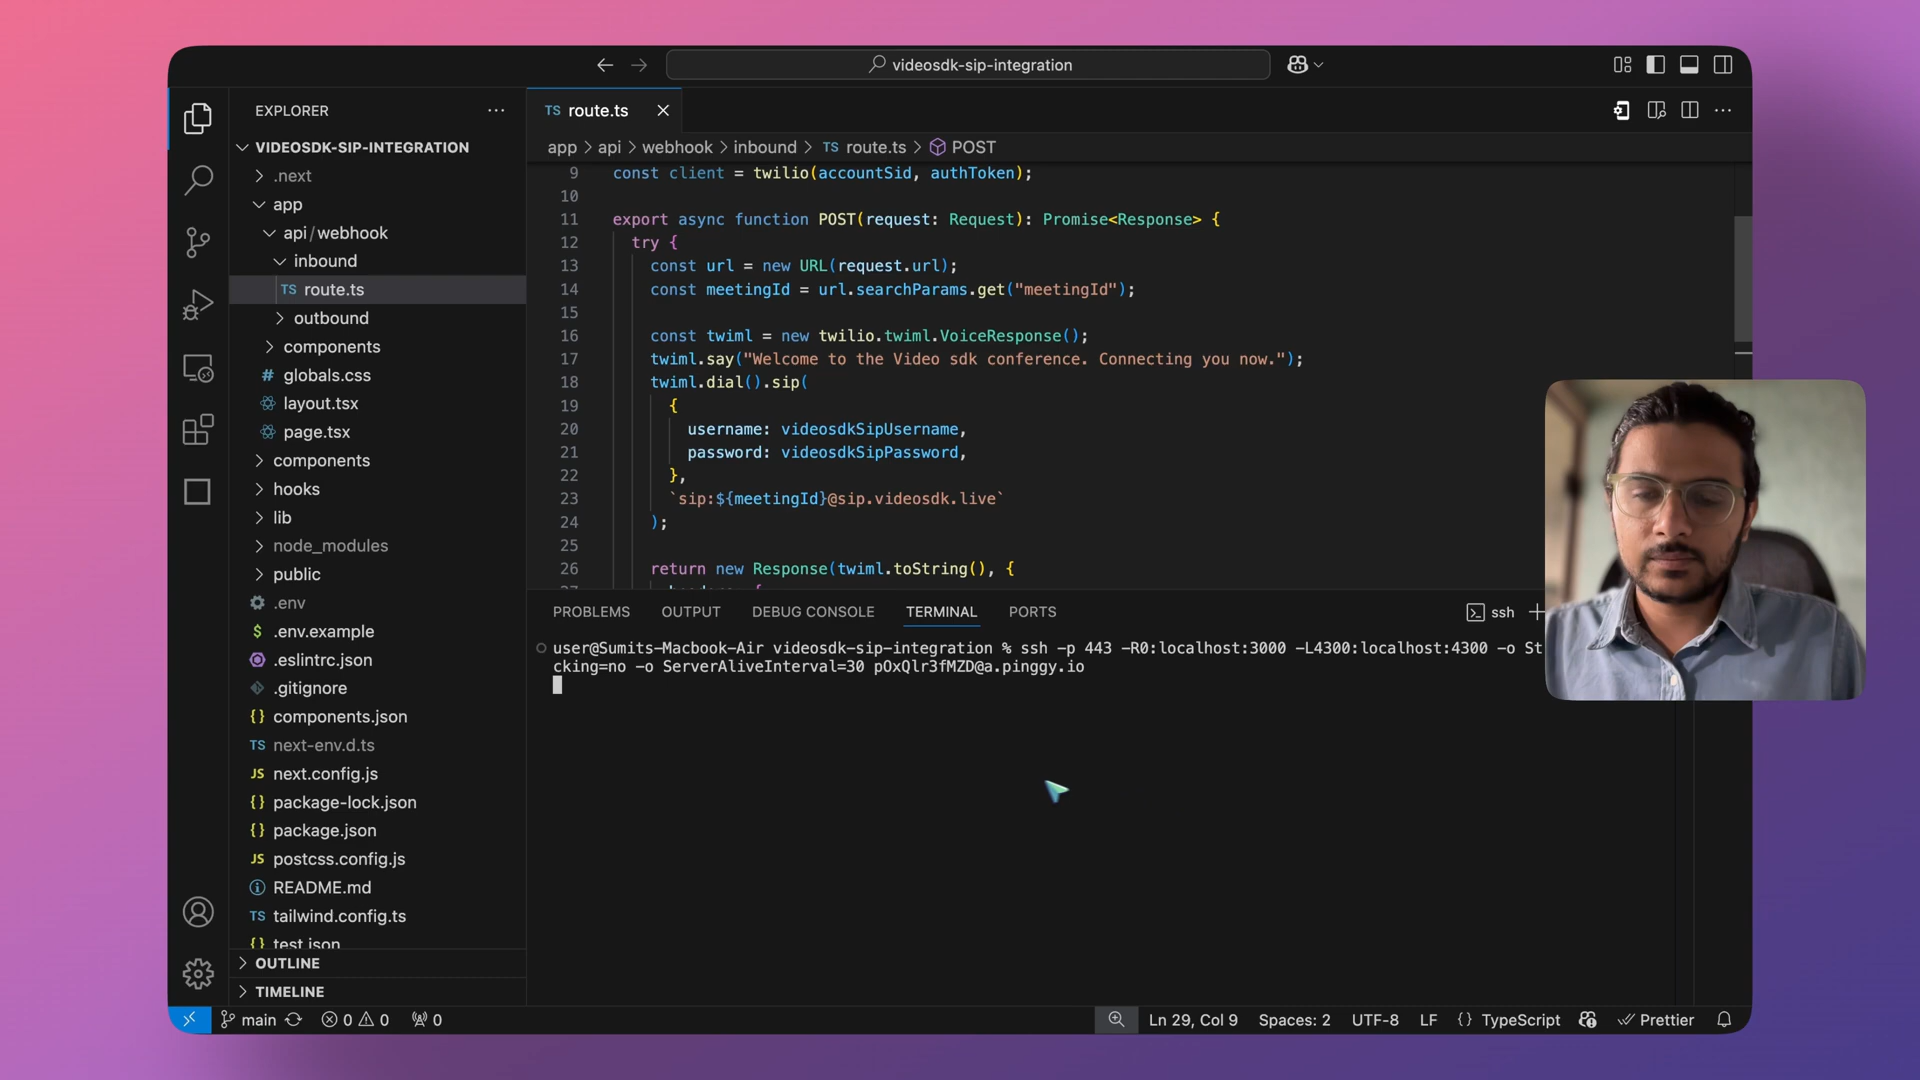 videosdk-sip-integration
EXPLORER
VIDEOSDK-SIP-INTEGRATION
.next
app
api/webhook
inbound
TS route.ts
outbound
components
# globals.css
layout.tsx
page.tsx
components
hooks
lib
node_modules
public
.env
$ .env.example
.eslintrc.json
.gitignore
{} components.json
TS next-env.d.ts
JS next.config.js
{} package-lock.json
{} package.json
JS postcss.config.js
README.md
TS tailwind.config.ts
{} test.json
OUTLINE
TIMELINE
TS route.ts
app > api > webhook > inbound > TS route.ts > POST
9 const client = twilio(accountSid, authToken);
10
11 export async function POST(request: Request): Promise<Response> {
12 try {
13 const url = new URL(request.url);
14 const meetingId = url.searchParams.get("meetingId");
15
16 const twiml = new twilio.twiml.VoiceResponse();
17 twiml.say("Welcome to the Video sdk conference. Connecting you now.");
18 twiml.dial().sip(
19 {
20 username: videosdkSipUsername,
21 password: videosdkSipPassword,
22 },
23 `sip:${meetingId}@sip.videosdk.live`
24 );
25
26 return new Response(twiml.toString(), {
PROBLEMS OUTPUT DEBUG CONSOLE TERMINAL PORTS ssh
user@Sumits-Macbook-Air videosdk-sip-integration % ssh -p 443 -R0:localhost:3000 -L4300:localhost:4300 -o St
cking=no -o ServerAliveInterval=30 pOxQlr3fMZD@a.pinggy.io
main 0 0 0 Ln 29, Col 9 Spaces: 2 UTF-8 LF {} TypeScript Prettier